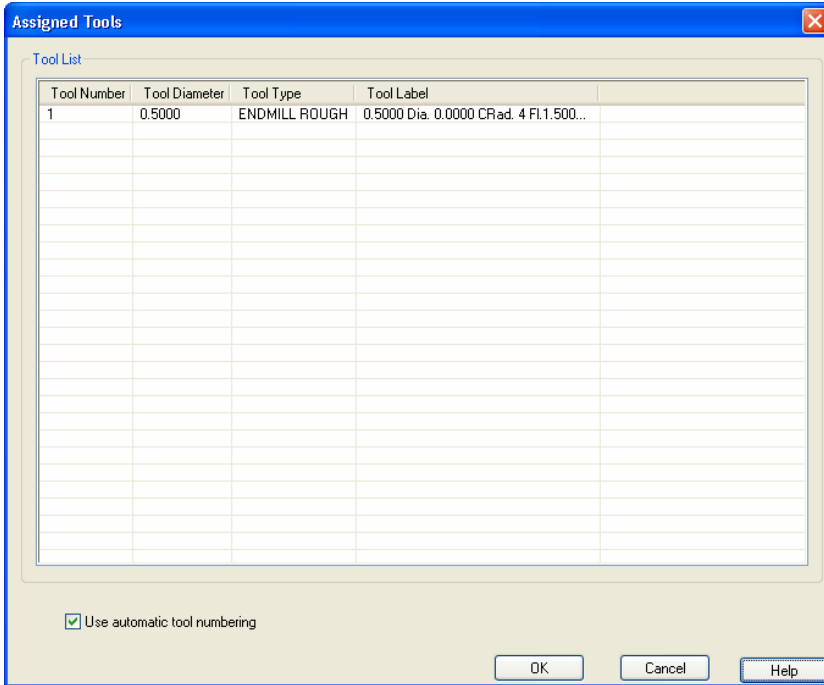 Assigned Tools
Tool List
Tool Number Tool Diameter Tool Type Tool Label
1 0.5000 ENDMILL ROUGH 0.5000 Dia. 0.0000 CRad. 4 Fl.1.500...
Use automatic tool numbering
OK Cancel Help